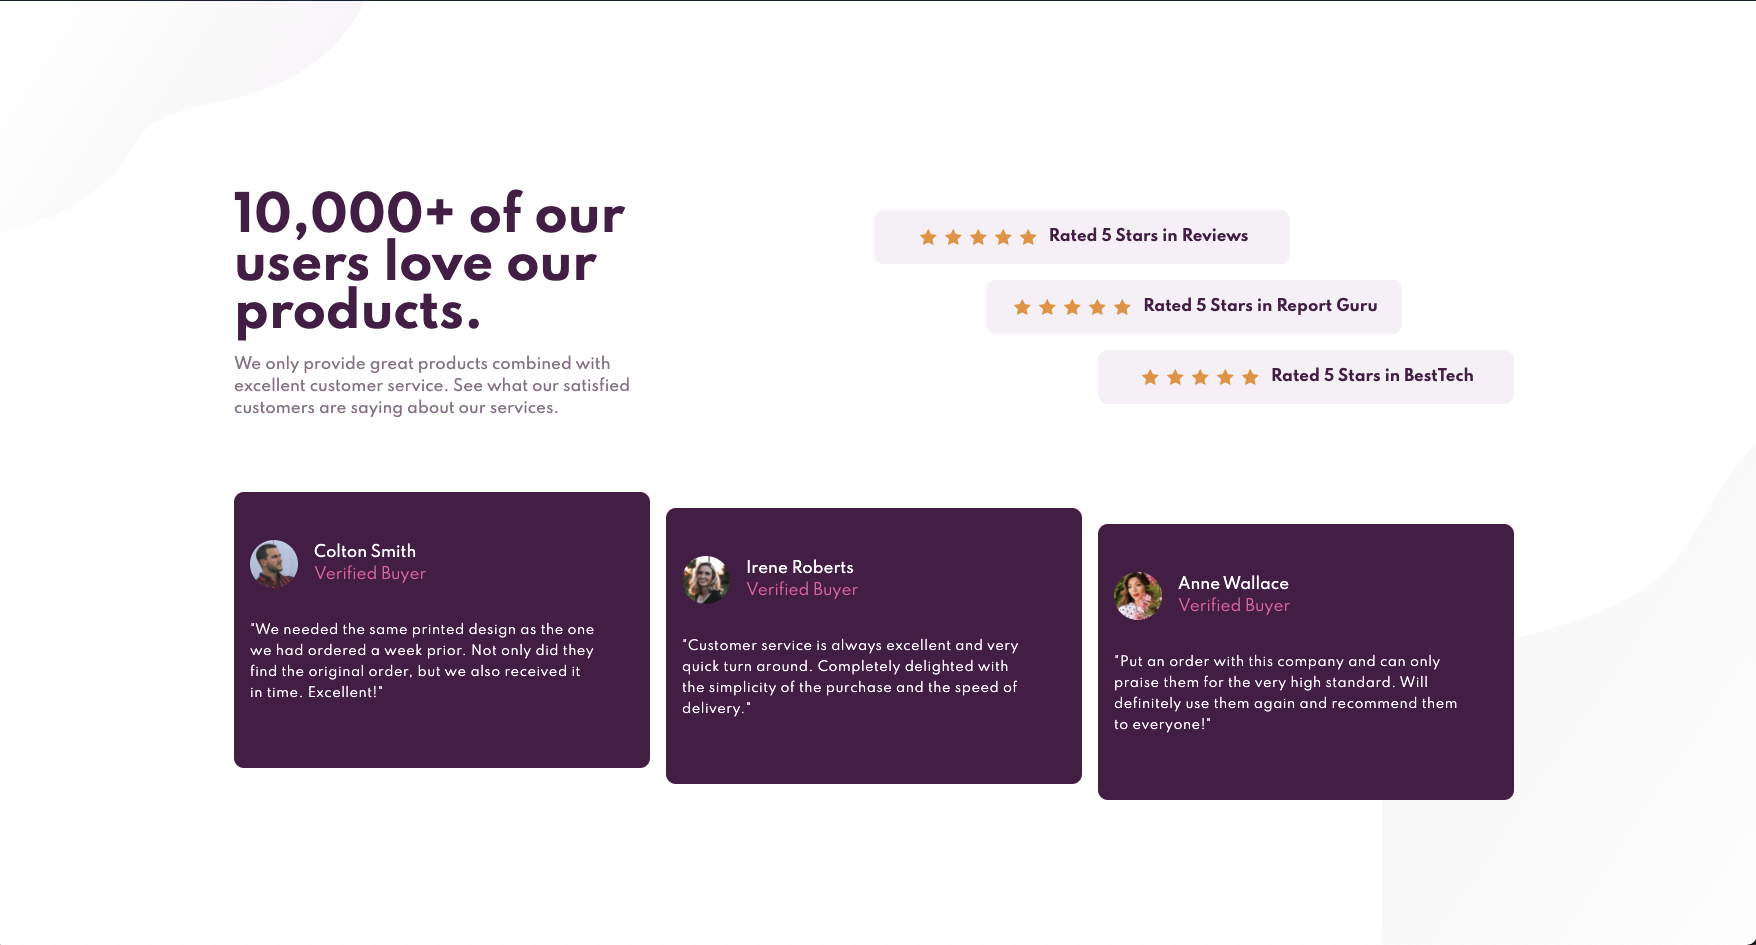 10,000+ of our
users love our
products.
We only provide great products combined with
excellent customer service. See what our satisfied
customers are saying about our services.
Rated 5 Stars in Reviews
Rated 5 Stars in Report Guru
Rated 5 Stars in BestTech
Colton Smith
Verified Buyer
"We needed the same printed design as the one
we had ordered a week prior. Not only did they
find the original order, but we also received it
in time. Excellent!"
Irene Roberts
Verified Buyer
"Customer service is always excellent and very
quick turn around. Completely delighted with
the simplicity of the purchase and the speed of
delivery."
Anne Wallace
Verified Buyer
"Put an order with this company and can only
praise them for the very high standard. Will
definitely use them again and recommend them
to everyone!"